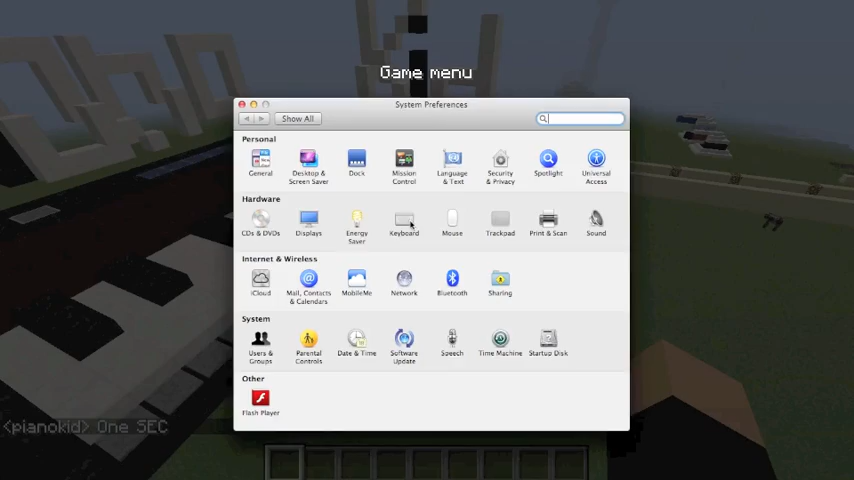 Game menu
System Preferences
Show All
Personal
General
Desktop &
Screen Saver
Dock
Mission
Control
Language
& Text
Security
& Privacy
Spotlight
Universal
Access
Hardware
CDs & DVDs
Displays
Energy
Saver
Keyboard
Mouse
Trackpad
Print & Scan
Sound
Internet & Wireless
iCloud
Mail, Contacts
& Calendars
MobileMe
Network
Bluetooth
Sharing
System
Users &
Groups
Parental
Controls
Date & Time
Software
Update
Speech
Time Machine
Startup Disk
Other
Flash Player
<pianokid> One SEC